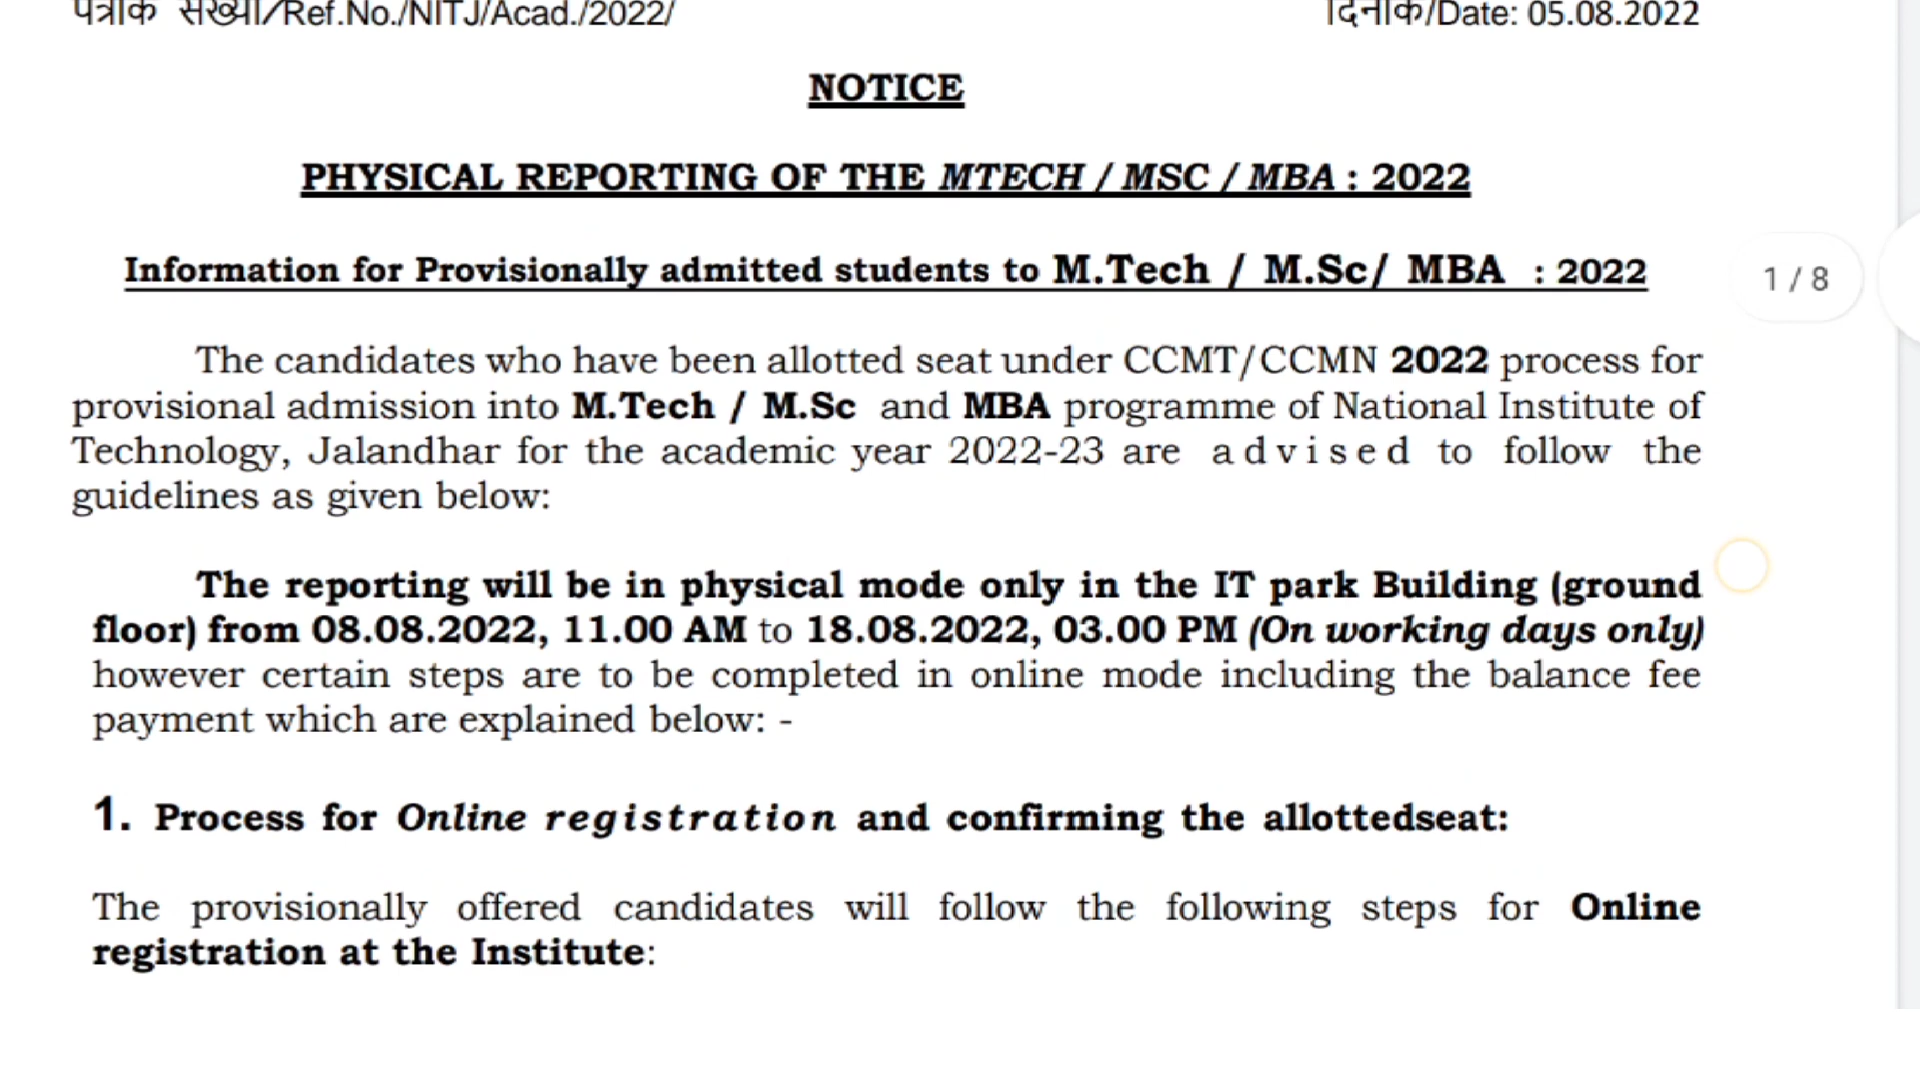 पत्रांक संख्या/Ref.No./NITJ/Acad./2022/ दिनांक/Date: 05.08.2022
NOTICE
PHYSICAL REPORTING OF THE MTECH / MSC / MBA : 2022
Information for Provisionally admitted students to M.Tech / M.Sc/ MBA : 2022
1 / 8
The candidates who have been allotted seat under CCMT/CCMN 2022 process for
provisional admission into M.Tech / M.Sc and MBA programme of National Institute of
Technology, Jalandhar for the academic year 2022-23 are advised to follow the
guidelines as given below:
The reporting will be in physical mode only in the IT park Building (ground
floor) from 08.08.2022, 11.00 AM to 18.08.2022, 03.00 PM (On working days only)
however certain steps are to be completed in online mode including the balance fee
payment which are explained below: -
1. Process for Online registration and confirming the allottedseat:
The provisionally offered candidates will follow the following steps for Online
registration at the Institute: